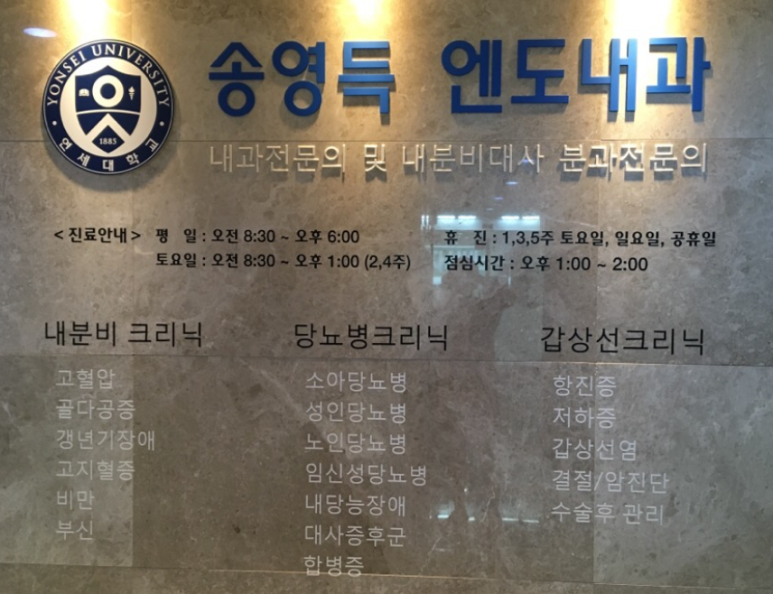 YONSEI UNIVERSITY
1885
연세대학교
송영득 엔도내과
내과전문의 및 내분비대사 분과전문의
<진료안내> 평 일 : 오전 8:30 ~ 오후 6:00
토요일 : 오전 8:30 ~ 오후 1:00 (2,4주)
휴 진 : 1,3,5주 토요일, 일요일, 공휴일
점심시간 : 오후 1:00 ~ 2:00
내분비 크리닉
고혈압
골다공증
갱년기장애
고지혈증
비만
부신
당뇨병크리닉
소아당뇨병
성인당뇨병
노인당뇨병
임신성당뇨병
내당능장애
대사증후군
합병증
갑상선크리닉
항진증
저하증
갑상선염
결절/암진단
수술후 관리